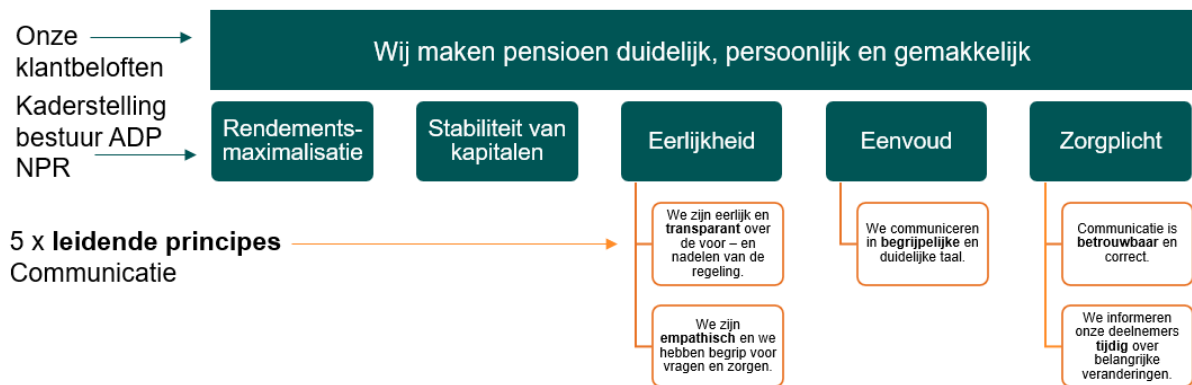 Onze
klantbeloften
Wij maken pensioen duidelijk, persoonlijk en gemakkelijk
Kaderstelling
bestuur ADP
NPR
Rendements-
maximalisatie
Stabiliteit van
kapitalen
Eerlijkheid
Eenvoud
Zorgplicht
5 x leidende principes
Communicatie
We zijn eerlijk en
transparant over
de voor – en
nadelen van de
regeling.
We communiceren
in begrijpelijke en
duidelijke taal.
Communicatie is
betrouwbaar en
correct.
We zijn
empathisch en we
hebben begrip voor
vragen en zorgen.
We informeren
onze deelnemers
tijdig over
belangrijke
veranderingen.